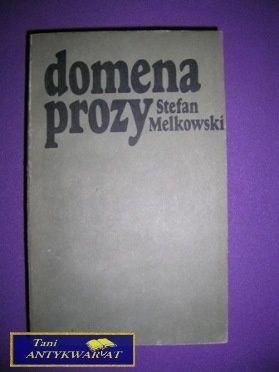 domena
prozy Stefan
Melkowski
Tani
ANTYKWARIAT